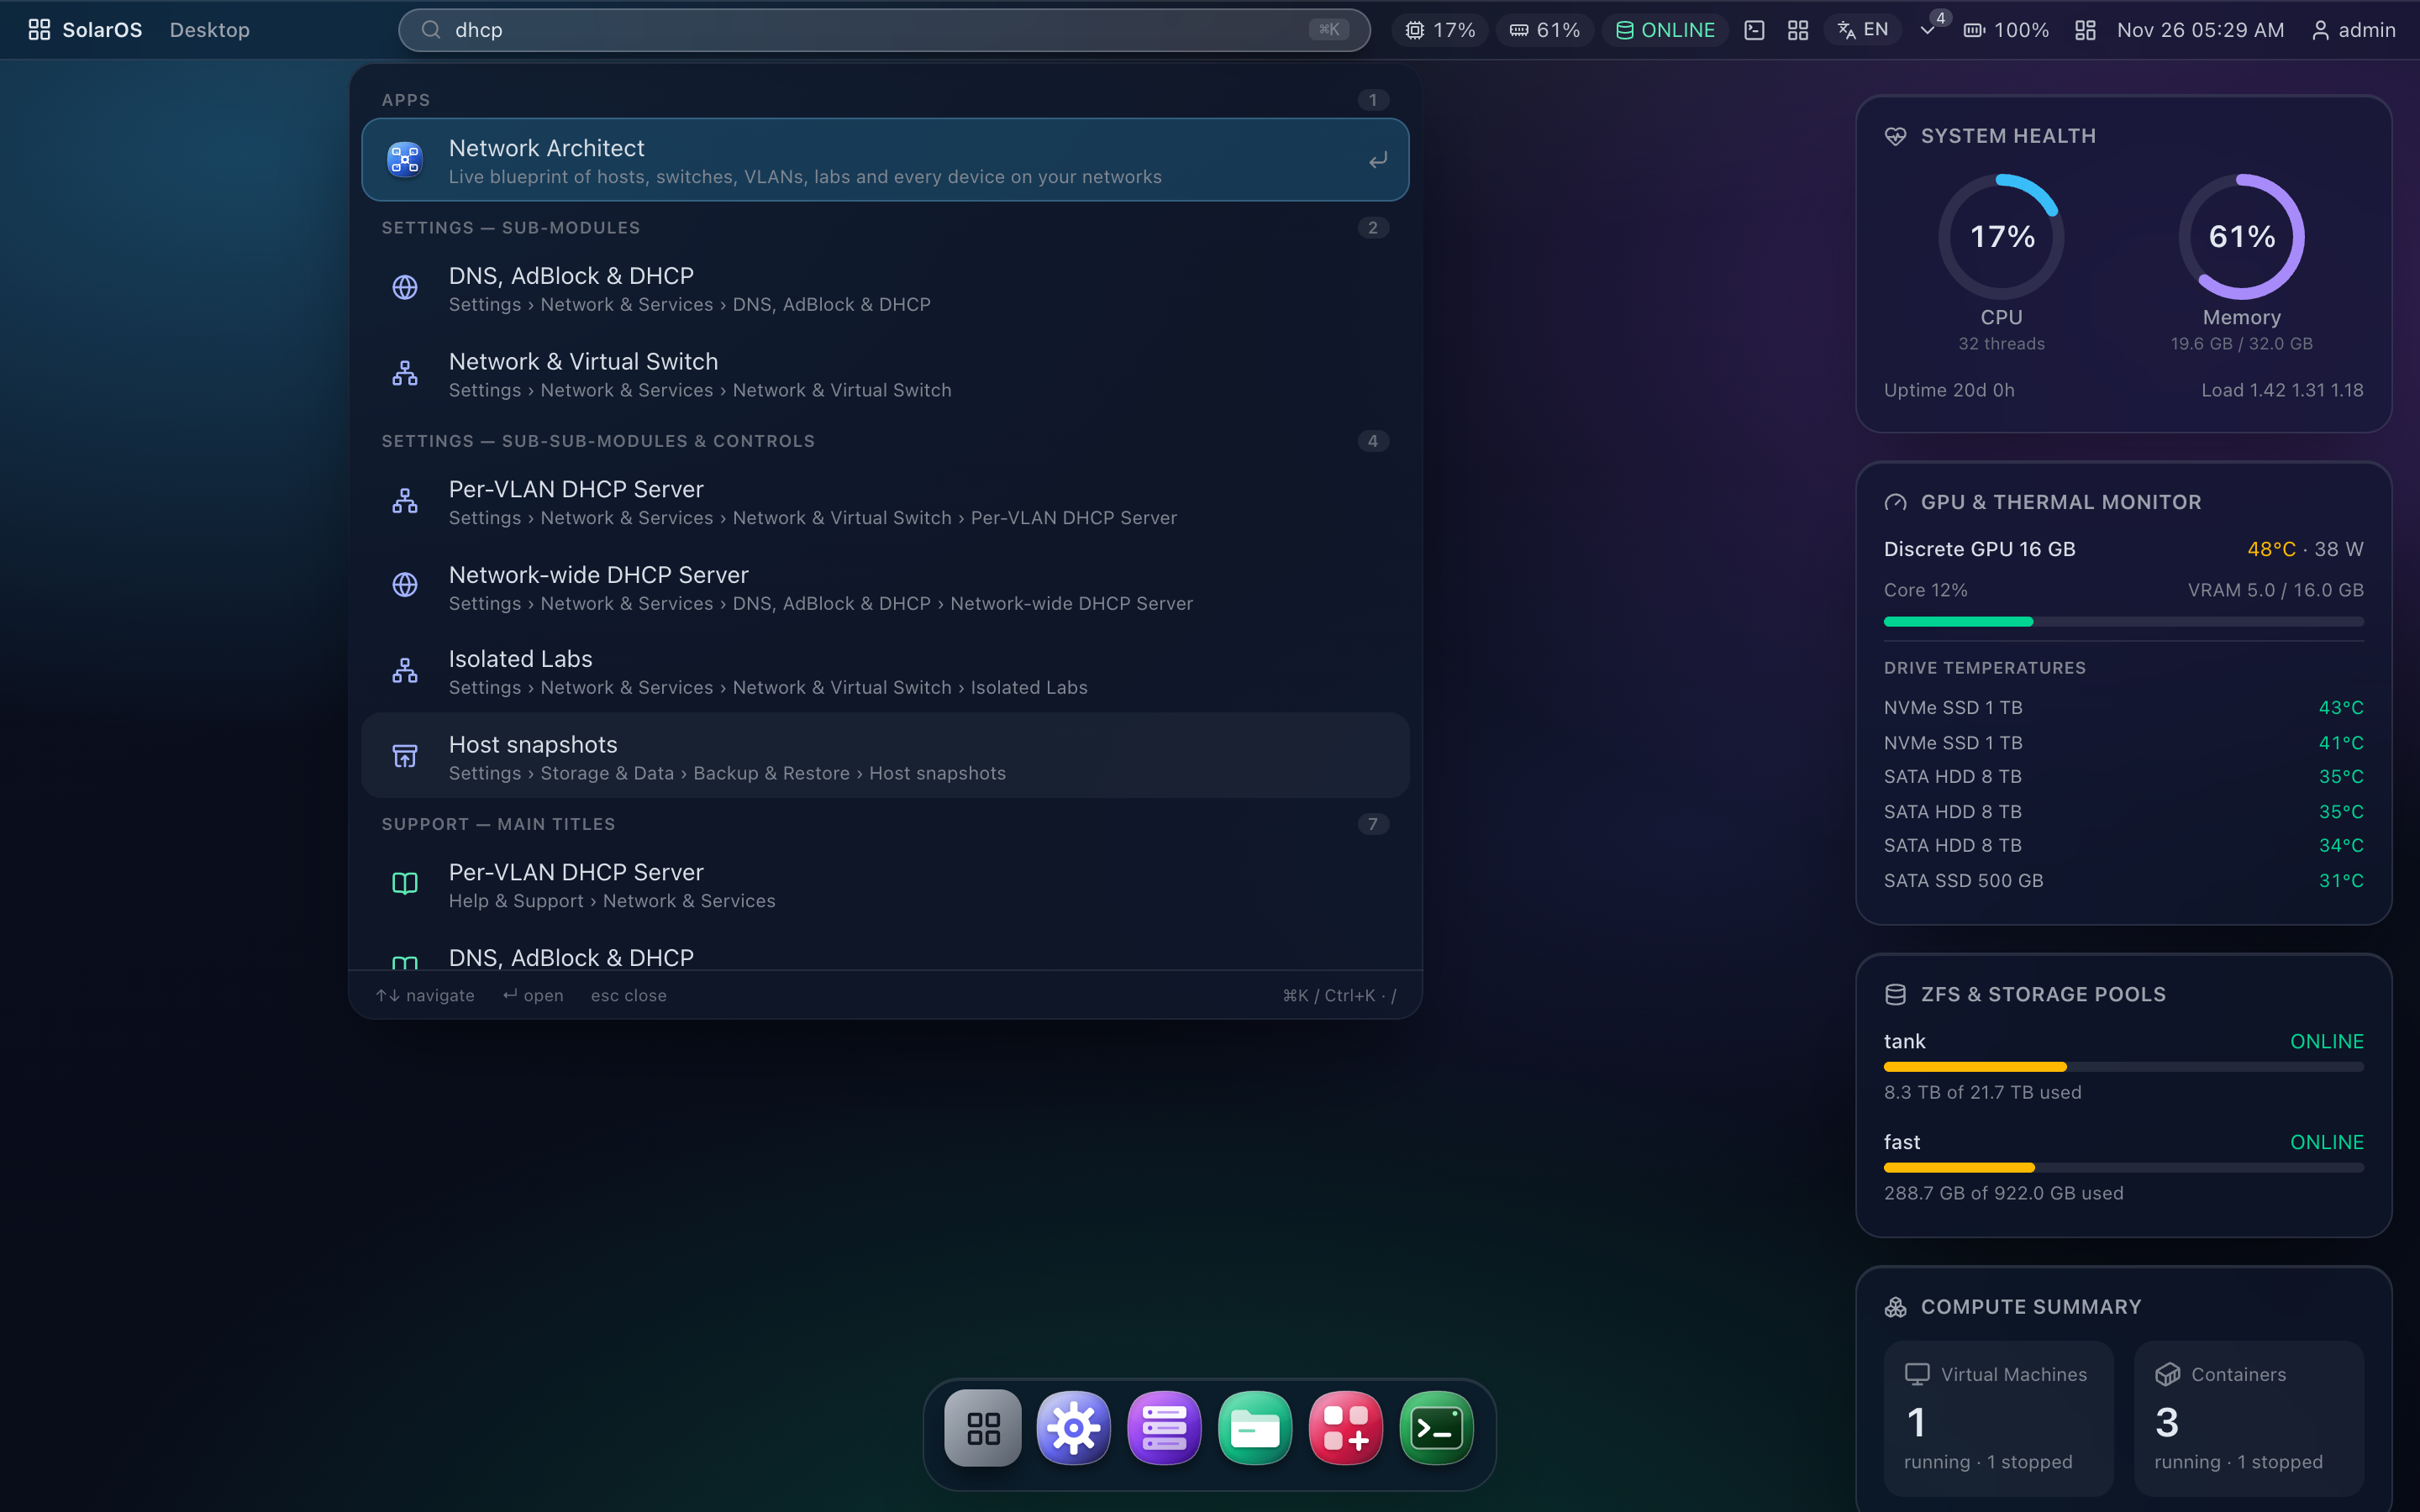 SolarOS Desktop
dhcp ⌘K
17% 61% ONLINE EN 4 100% Nov 26 05:29 AM admin
APPS 1
Network Architect
Live blueprint of hosts, switches, VLANs, labs and every device on your networks
SETTINGS — SUB-MODULES 2
DNS, AdBlock & DHCP
Settings › Network & Services › DNS, AdBlock & DHCP
Network & Virtual Switch
Settings › Network & Services › Network & Virtual Switch
SETTINGS — SUB-SUB-MODULES & CONTROLS 4
Per-VLAN DHCP Server
Settings › Network & Services › Network & Virtual Switch › Per-VLAN DHCP Server
Network-wide DHCP Server
Settings › Network & Services › DNS, AdBlock & DHCP › Network-wide DHCP Server
Isolated Labs
Settings › Network & Services › Network & Virtual Switch › Isolated Labs
Host snapshots
Settings › Storage & Data › Backup & Restore › Host snapshots
SUPPORT — MAIN TITLES 7
Per-VLAN DHCP Server
Help & Support › Network & Services
DNS, AdBlock & DHCP
↑↓ navigate ↵ open esc close ⌘K / Ctrl+K · /
SYSTEM HEALTH
17% 61%
CPU Memory
32 threads 19.6 GB / 32.0 GB
Uptime 20d 0h Load 1.42 1.31 1.18
GPU & THERMAL MONITOR
Discrete GPU 16 GB 48°C · 38 W
Core 12% VRAM 5.0 / 16.0 GB
DRIVE TEMPERATURES
NVMe SSD 1 TB 43°C
NVMe SSD 1 TB 41°C
SATA HDD 8 TB 35°C
SATA HDD 8 TB 35°C
SATA HDD 8 TB 34°C
SATA SSD 500 GB 31°C
ZFS & STORAGE POOLS
tank ONLINE
8.3 TB of 21.7 TB used
fast ONLINE
288.7 GB of 922.0 GB used
COMPUTE SUMMARY
Virtual Machines Containers
1 3
running · 1 stopped running · 1 stopped